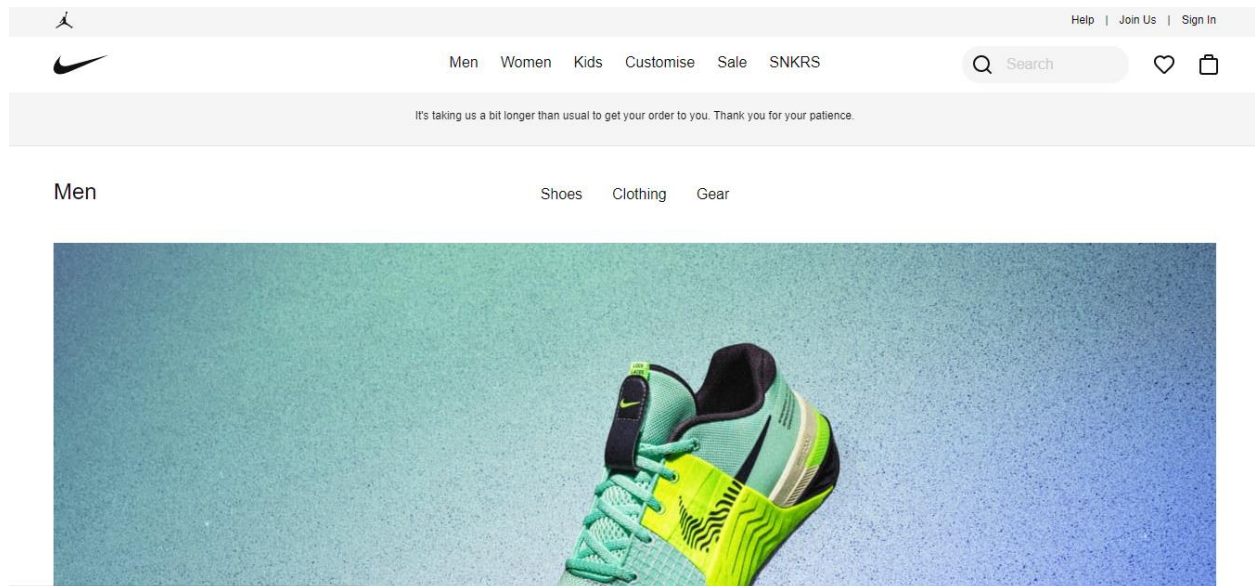 Help | Join Us | Sign In
Men Women Kids Customise Sale SNKRS
Search
It's taking us a bit longer than usual to get your order to you. Thank you for your patience.
Men
Shoes Clothing Gear